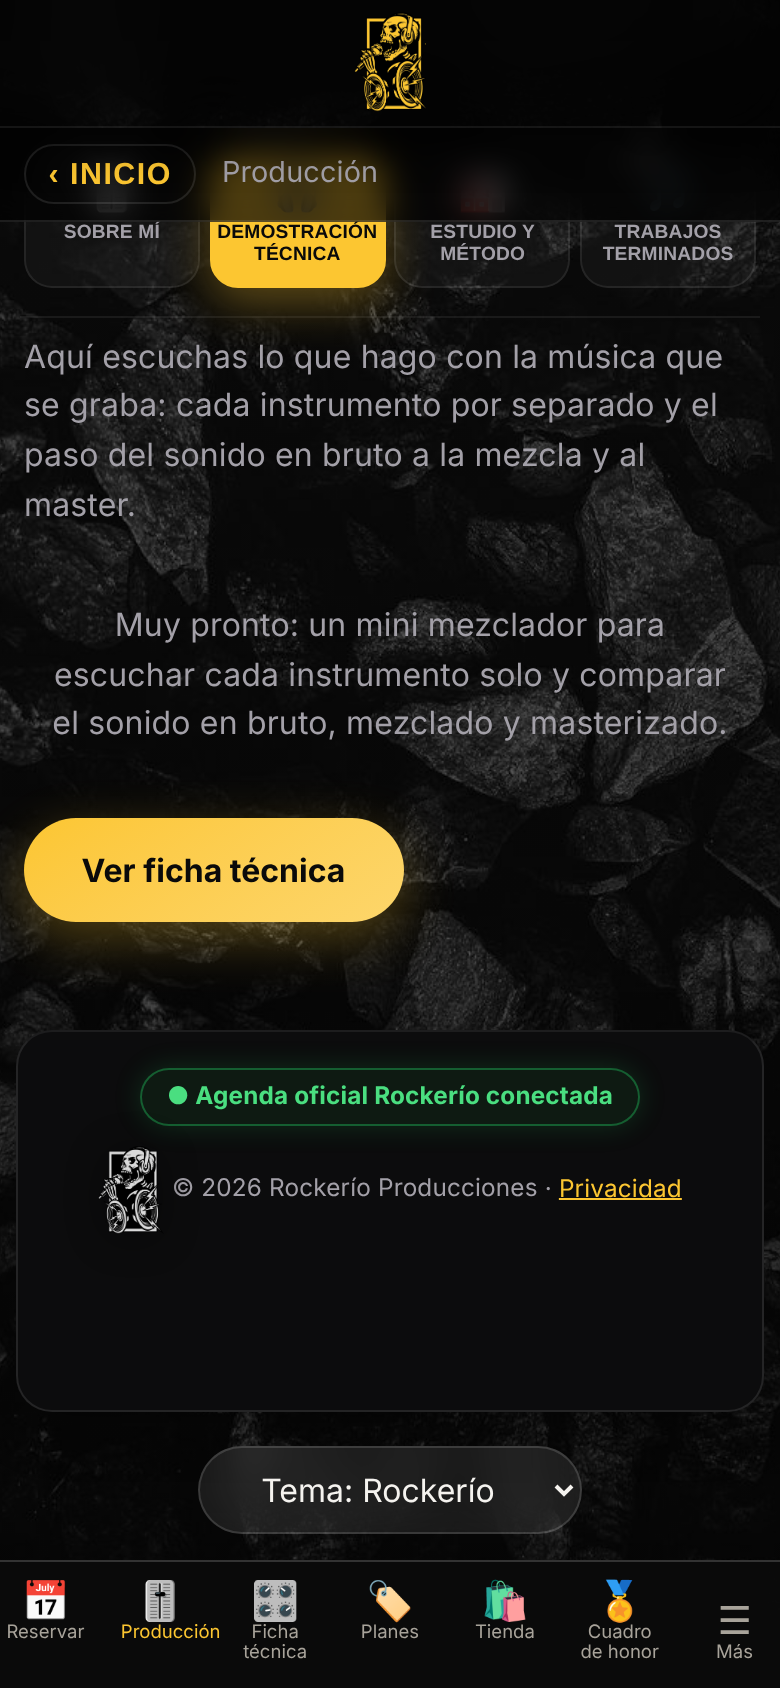 ‹ INICIO
Producción
SOBRE MÍ
DEMOSTRACIÓN
TÉCNICA
ESTUDIO Y
MÉTODO
TRABAJOS
TERMINADOS
Aquí escuchas lo que hago con la música que
se graba: cada instrumento por separado y el
paso del sonido en bruto a la mezcla y al
master.
Muy pronto: un mini mezclador para
escuchar cada instrumento solo y comparar
el sonido en bruto, mezclado y masterizado.
Ver ficha técnica
Agenda oficial Rockerío conectada
© 2026 Rockerío Producciones · Privacidad
Tema: Rockerío
July
17
Reservar
Producción
Ficha
técnica
Planes
Tienda
Cuadro
de honor
Más